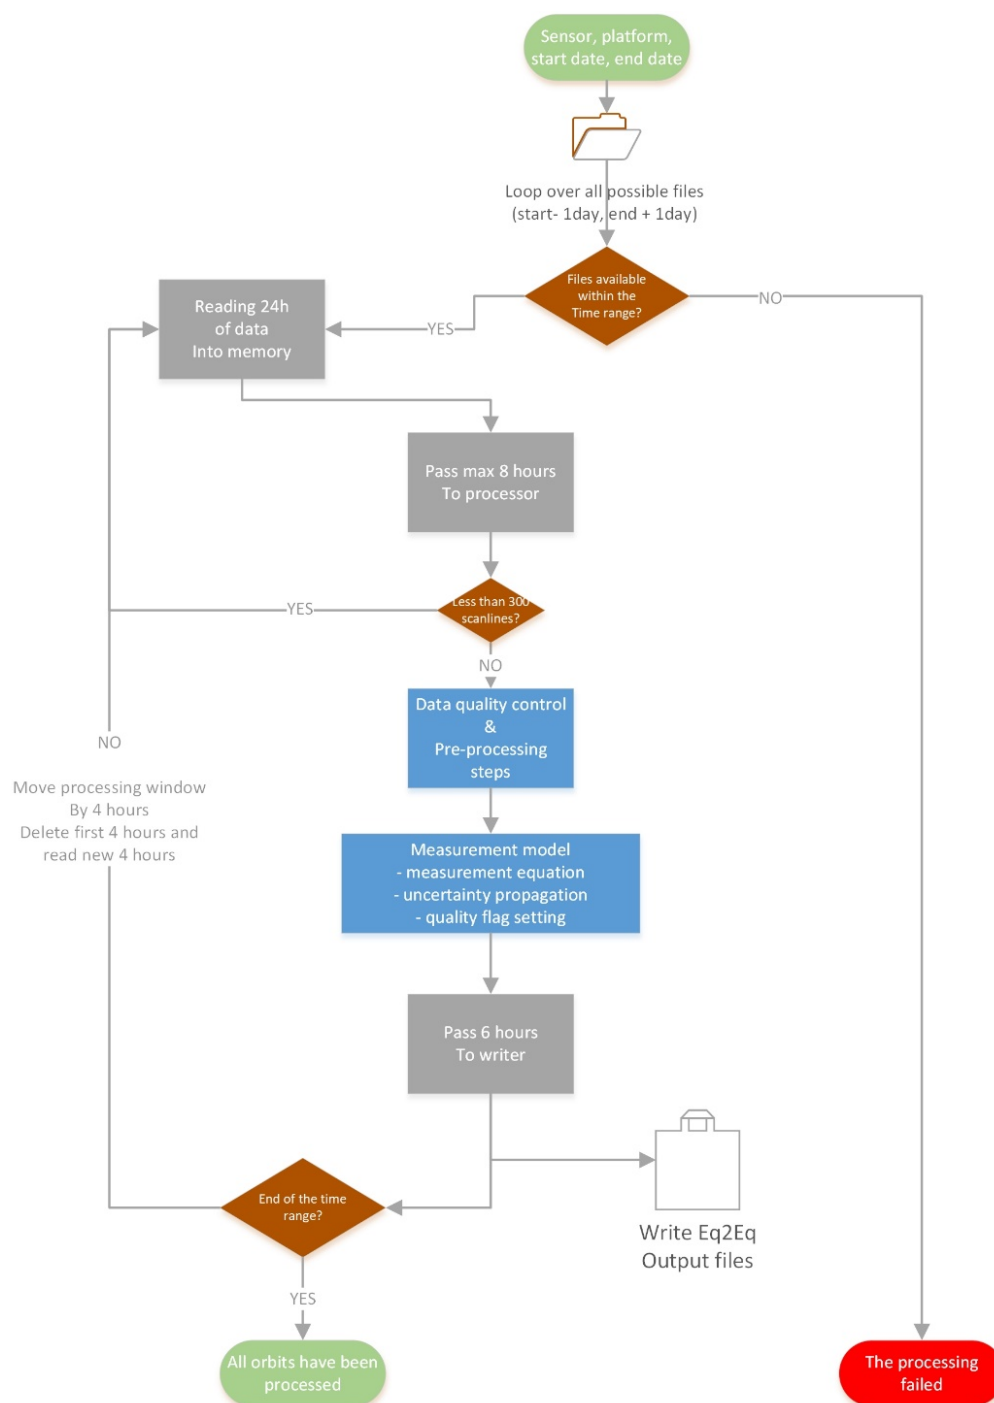 Sensor, platform,
start date, end date
Loop over all possible files
(start- 1day, end + 1day)
Files available
within the
Time range?
NO
YES
Reading 24h
of data
Into memory
Pass max 8 hours
To processor
Less than 300
scanlines?
YES
NO
Data quality control
&
Pre-processing
steps
NO
Move processing window
By 4 hours
Delete first 4 hours and
read new 4 hours
Measurement model
- measurement equation
- uncertainty propagation
- quality flag setting
Pass 6 hours
To writer
End of the time
range?
Write Eq2Eq
Output files
YES
All orbits have been
processed
The processing
failed